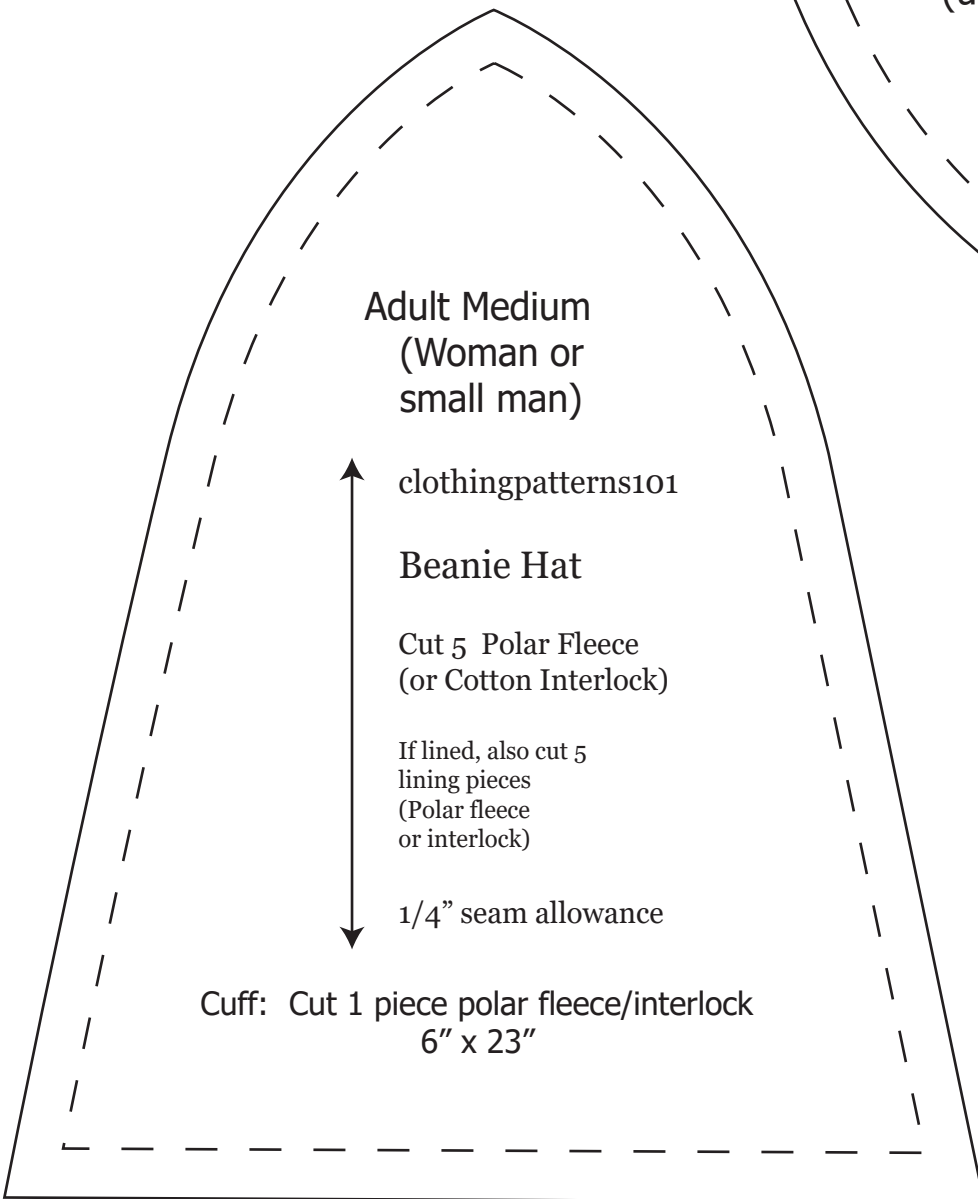 Adult Medium
(Woman or
small man)
clothingpatterns101
Beanie Hat
Cut 5 Polar Fleece
(or Cotton Interlock)
If lined, also cut 5
lining pieces
(Polar fleece
or interlock)
1/4” seam allowance
Cuff: Cut 1 piece polar fleece/interlock
6” x 23”